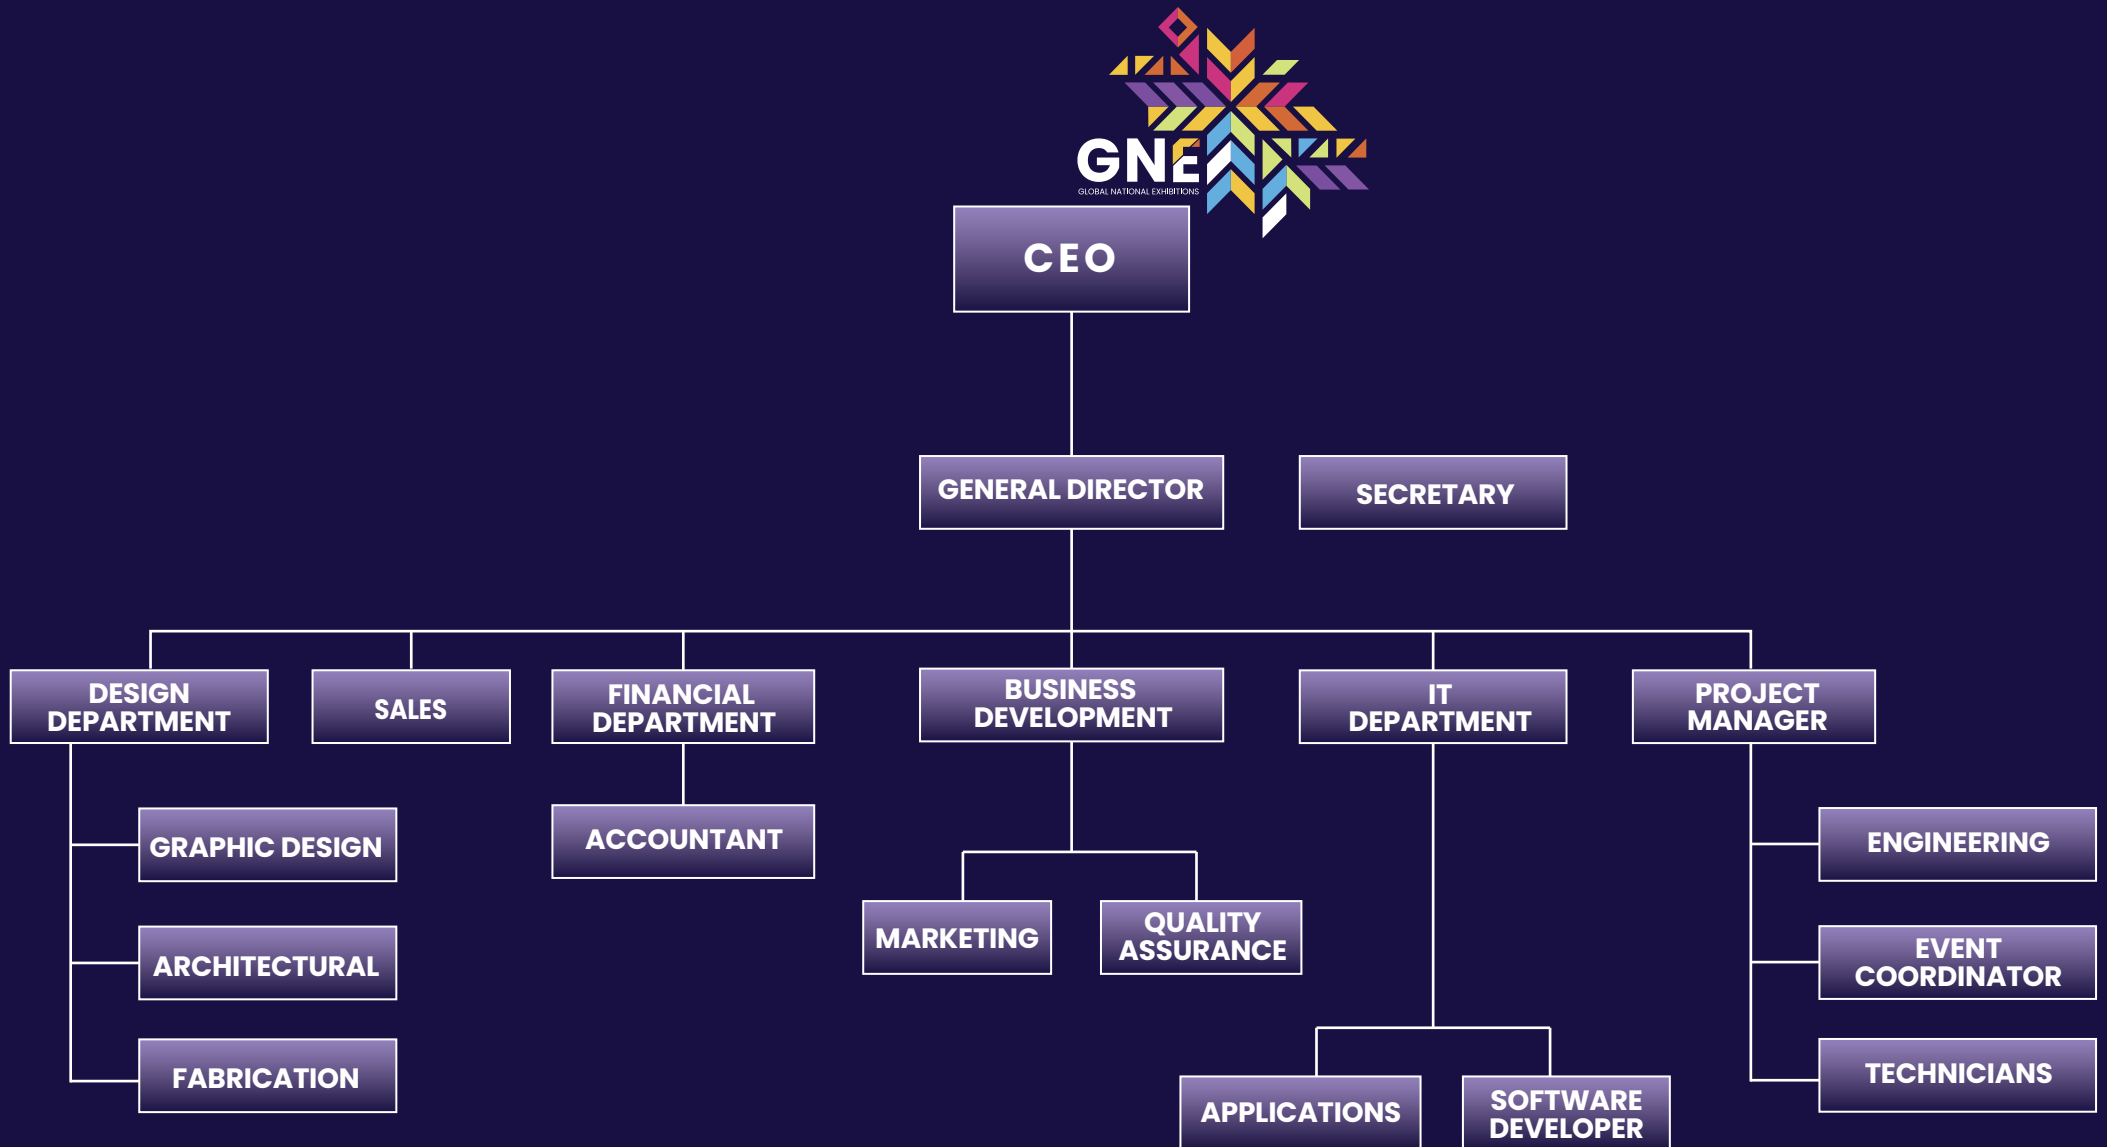 GNE
GLOBAL NATIONAL EXHIBITIONS
CEO
GENERAL DIRECTOR
SECRETARY
DESIGN
DEPARTMENT
SALES
FINANCIAL
DEPARTMENT
BUSINESS
DEVELOPMENT
IT
DEPARTMENT
PROJECT
MANAGER
GRAPHIC DESIGN
ARCHITECTURAL
FABRICATION
ACCOUNTANT
MARKETING
QUALITY
ASSURANCE
APPLICATIONS
SOFTWARE
DEVELOPER
ENGINEERING
EVENT
COORDINATOR
TECHNICIANS